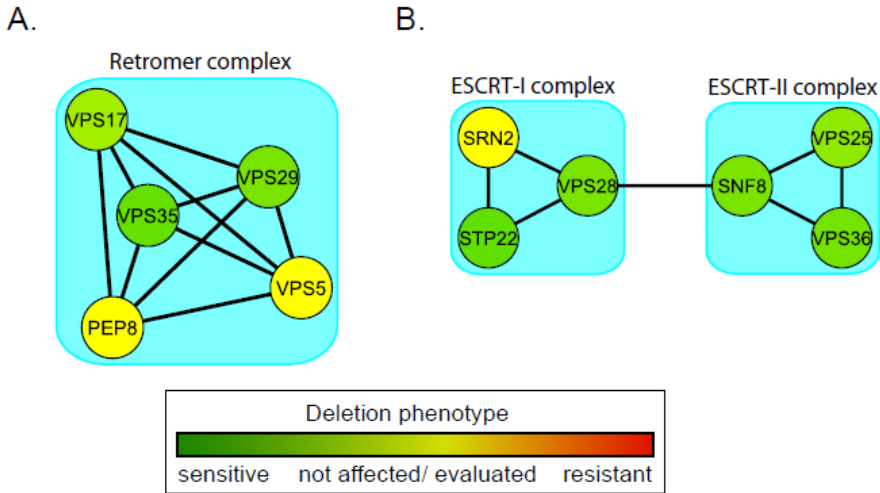 A.
Retromer complex
VPS17
VPS29
VPS35
VPS5
PEP8
B.
ESCRT-I complex
ESCRT-II complex
SRN2
VPS28
STP22
VPS25
SNF8
VPS36
Deletion phenotype
sensitive not affected/ evaluated resistant